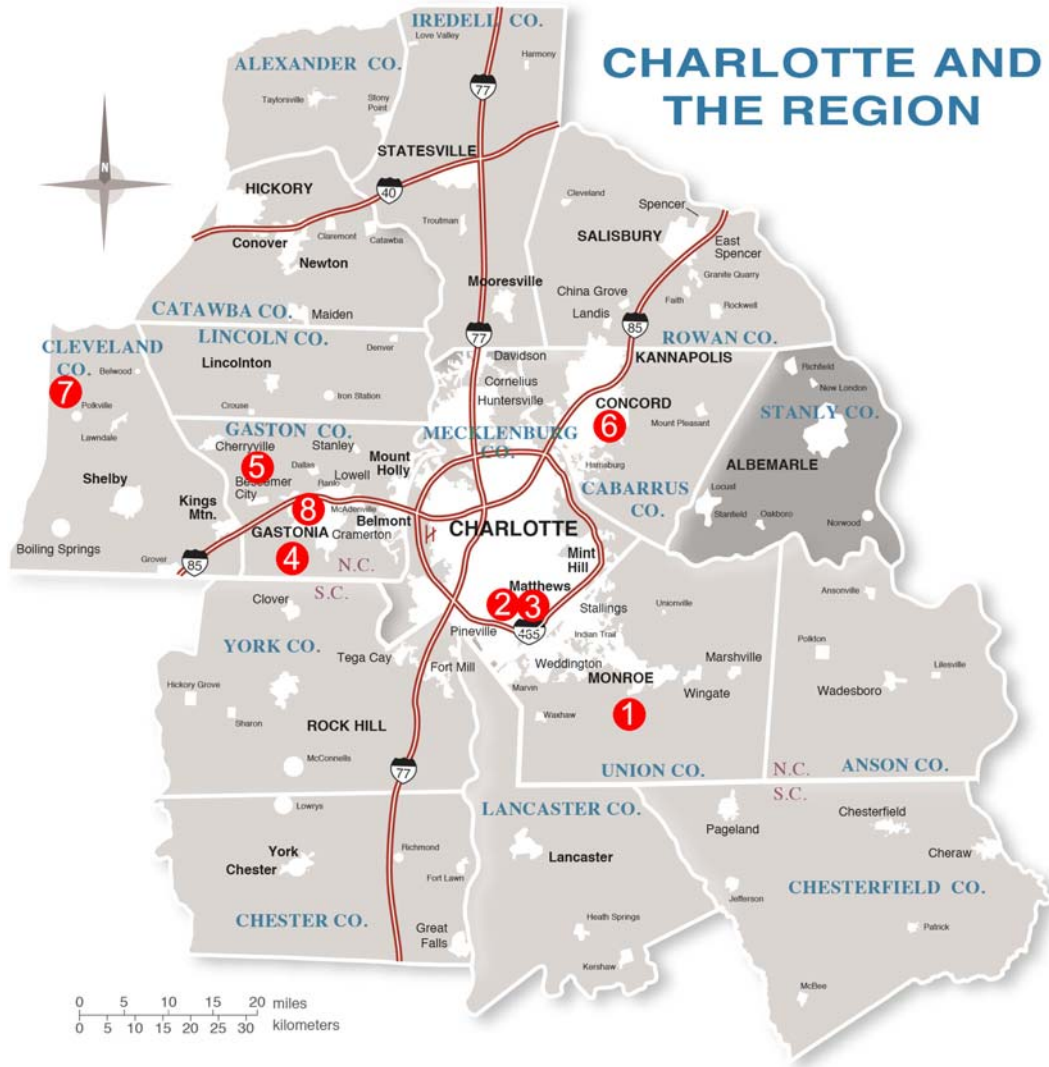 CHARLOTTE AND
THE REGION
IREDELL CO.
Love Valley
Harmony
ALEXANDER CO.
Taylorsville
Stony
Point
77
STATESVILLE
N
HICKORY
40
Cleveland
Spencer
Troutman
SALISBURY
Conover
Claremont
Catawba
East
Spencer
Newton
Granite Quarry
Mooresville
China Grove
Faith
Rockwell
CATAWBA CO.
Maiden
Landis
85
ROWAN CO.
LINCOLN CO.
77
CLEVELAND
CO.
Denver
KANNAPOLIS
Belwood
Lincolnton
Davidson
Richfield
7
Cornelius
New London
Polkville
Crouse
Iron Station
Huntersville
CONCORD
STANLY CO.
Lawndale
GASTON CO.
MECKLENBURG
CO.
6
Mount Pleasant
Cherryville
Stanley
Mount
Holly
5
Dallas
Lowell
Harrisburg
ALBEMARLE
Shelby
Bessemer
City
Ranlo
CABARRUS
CO.
Locust
Kings
Mtn.
8
McAdenville
Belmont
Stanfield
Oakboro
Norwood
GASTONIA
Cramerton
CHARLOTTE
Boiling Springs
Grover
85
4
N.C.
S.C.
Mint
Hill
Matthews
Clover
2
3
Stallings
Unionville
Ansonville
485
Pineville
Indian Trail
YORK CO.
Tega Cay
Fort Mill
Weddington
Marshville
Polkton
Lilesville
MONROE
Hickory Grove
Marvin
Wingate
Wadesboro
Sharon
ROCK HILL
Waxhaw
1
McConnells
77
UNION CO.
N.C.
S.C.
ANSON CO.
Lowrys
LANCASTER CO.
Pageland
Chesterfield
York
Chester
Richmond
Lancaster
Cheraw
Fort Lawn
CHESTERFIELD CO.
Jefferson
CHESTER CO.
Great
Falls
Heath Springs
Patrick
Kershaw
McBee
0 5 10 15 20 miles
0 5 10 15 20 25 30 kilometers